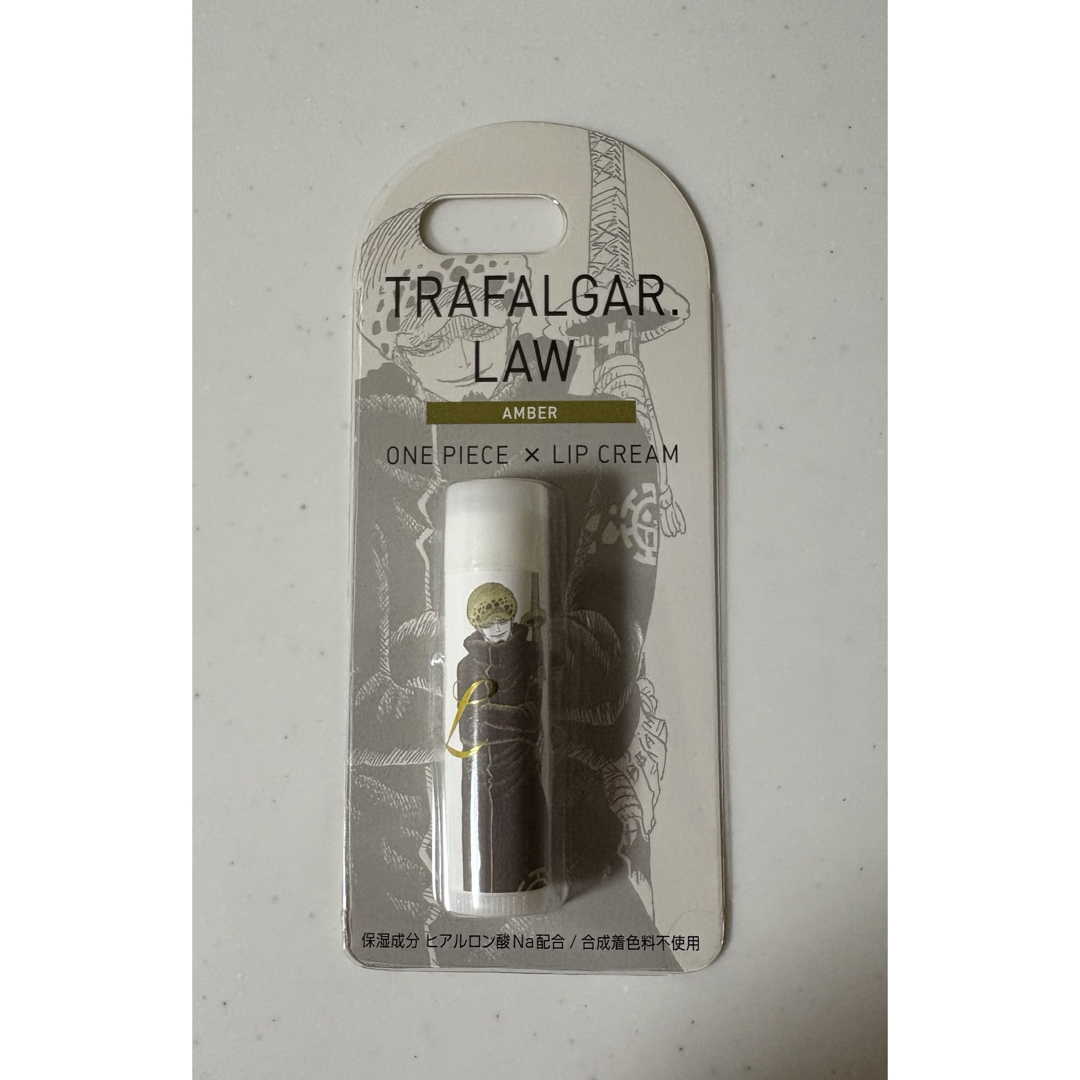 TRAFALGAR.
LAW
AMBER
ONE PIECE × LIP CREAM
L
保湿成分 ヒアルロン酸Na配合 / 合成着色料不使用